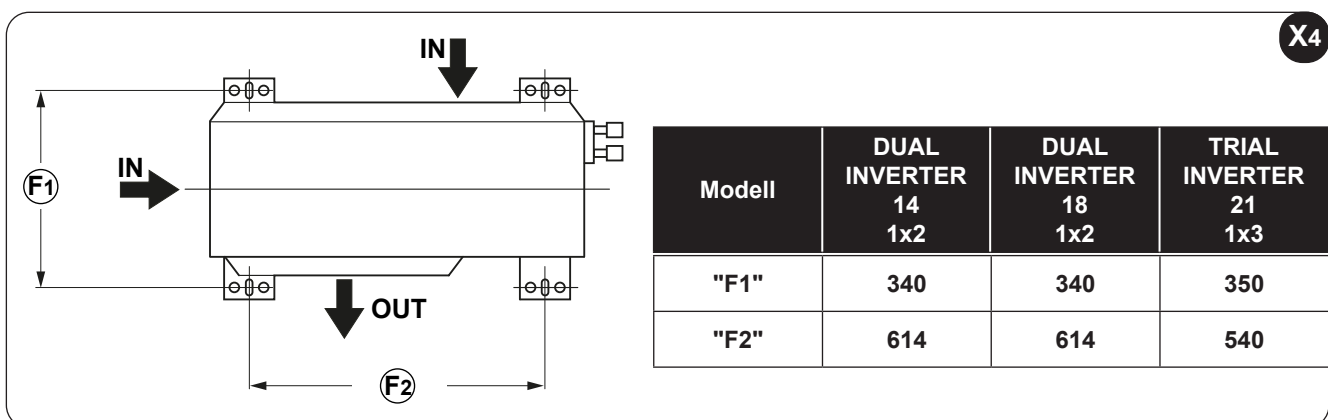 X4
IN
IN
F1
OUT
F2
Modell
DUAL
INVERTER
14
1x2
DUAL
INVERTER
18
1x2
TRIAL
INVERTER
21
1x3
"F1"
340
340
350
"F2"
614
614
540